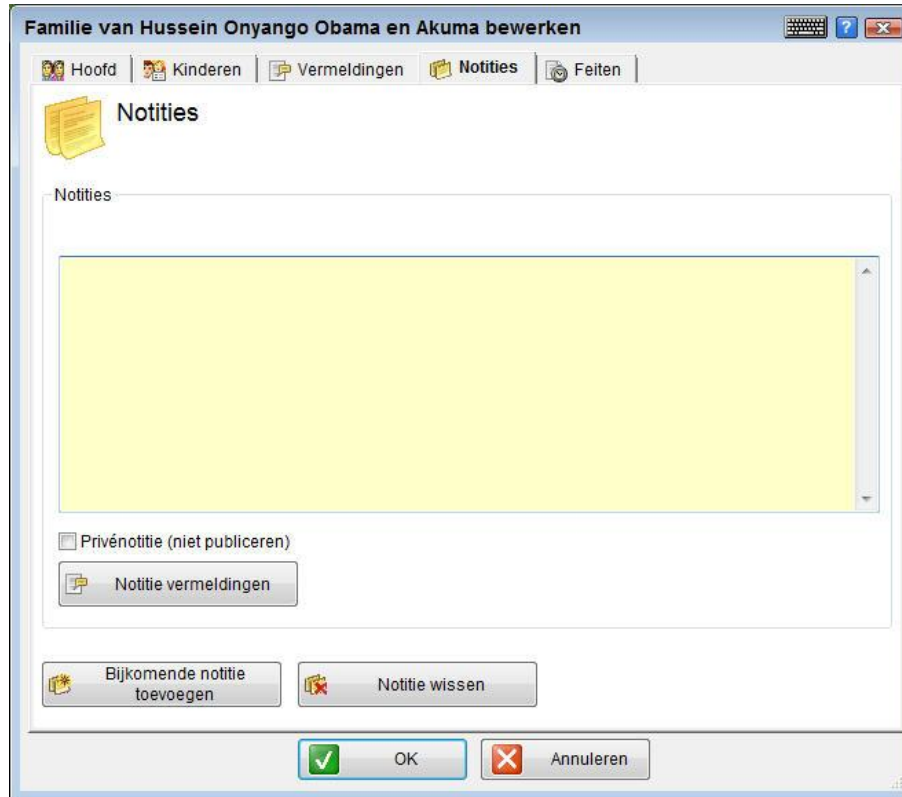 Familie van Hussein Onyango Obama en Akuma bewerken
Hoofd Kinderen Vermeldingen Notities Feiten
Notities
Notities
Privénotitie (niet publiceren)
Notitie vermeldingen
Bijkomende notitie
toevoegen
Notitie wissen
OK Annuleren